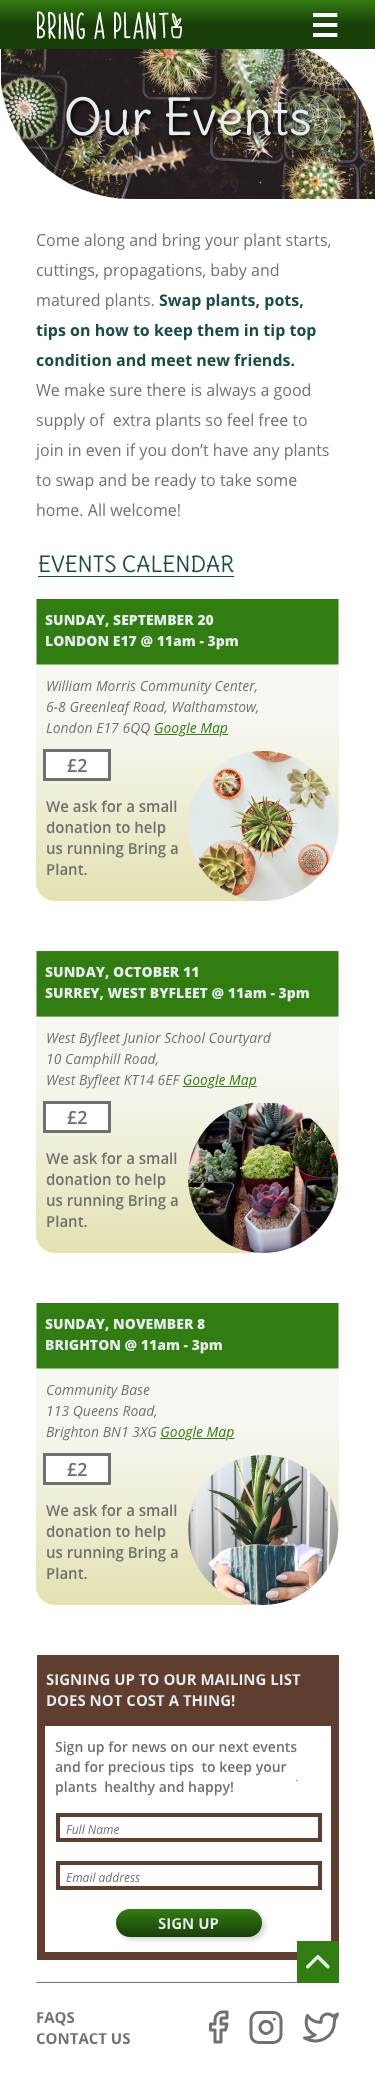 BRING A PLANT
Our Events
Come along and bring your plant starts,
cuttings, propagations, baby and
matured plants. Swap plants, pots,
tips on how to keep them in tip top
condition and meet new friends.
We make sure there is always a good
supply of  extra plants so feel free to
join in even if you don’t have any plants
to swap and be ready to take some
home. All welcome!
EVENTS CALENDAR
SUNDAY, SEPTEMBER 20
LONDON E17 @ 11am - 3pm
William Morris Community Center,
6-8 Greenleaf Road, Walthamstow,
London E17 6QQ Google Map
£2
We ask for a small
donation to help
us running Bring a
Plant.
SUNDAY, OCTOBER 11
SURREY, WEST BYFLEET @ 11am - 3pm
West Byfleet Junior School Courtyard
10 Camphill Road,
West Byfleet KT14 6EF Google Map
£2
We ask for a small
donation to help
us running Bring a
Plant.
SUNDAY, NOVEMBER 8
BRIGHTON @ 11am - 3pm
Community Base
113 Queens Road,
Brighton BN1 3XG Google Map
£2
We ask for a small
donation to help
us running Bring a
Plant.
SIGNING UP TO OUR MAILING LIST
DOES NOT COST A THING!
Sign up for news on our next events
and for precious tips  to keep your
plants  healthy and happy!
Full Name
Email address
SIGN UP
FAQS
CONTACT US